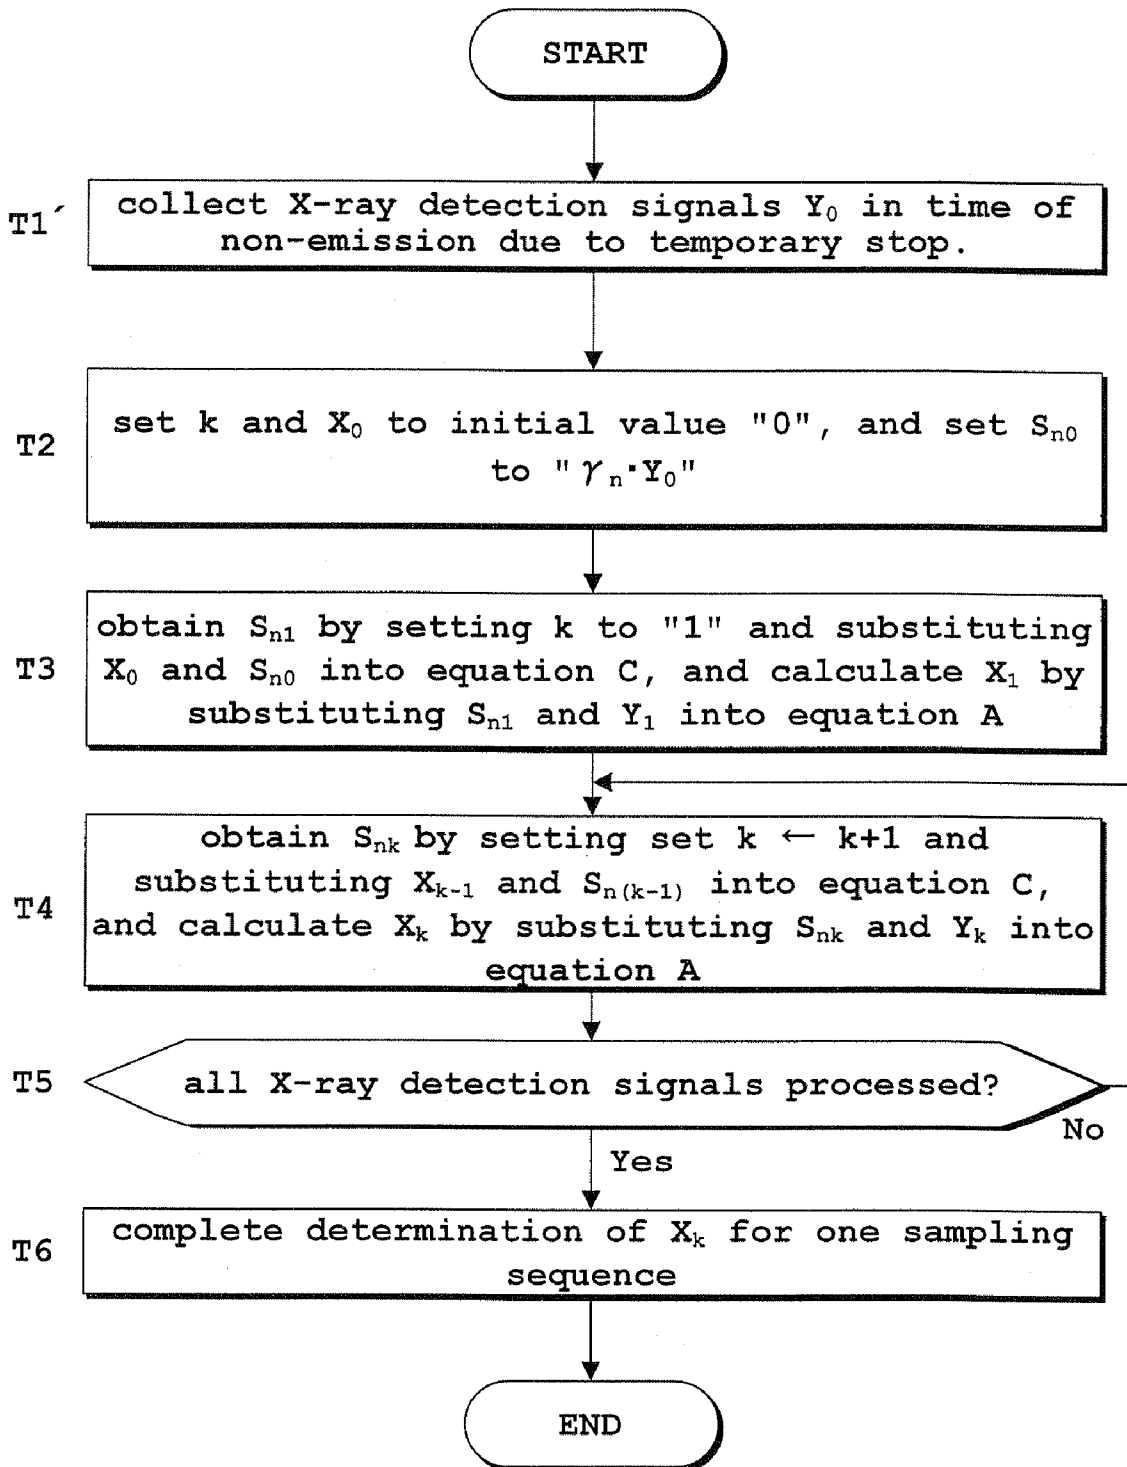 START
T1´
collect X-ray detection signals Y₀ in time of
non-emission due to temporary stop.
T2
set k and X₀ to initial value "0", and set Sₙ₀
to "γₙ·Y₀"
T3
obtain Sₙ₁ by setting k to "1" and substituting
X₀ and Sₙ₀ into equation C, and calculate X₁ by
substituting Sₙ₁ and Y₁ into equation A
T4
obtain Sₙₖ by setting set k ← k+1 and
substituting Xₖ₋₁ and Sₙ₍ₖ₋₁₎ into equation C,
and calculate Xₖ by substituting Sₙₖ and Yₖ into
equation A
T5
all X-ray detection signals processed?
No
Yes
T6
complete determination of Xₖ for one sampling
sequence
END